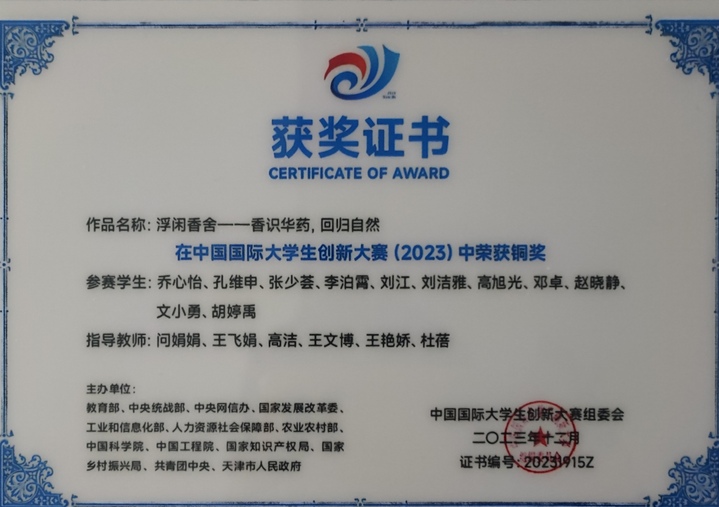 获奖证书
CERTIFICATE OF AWARD
作品名称: 浮闲香舍——香识华药, 回归自然
在中国国际大学生创新大赛(2023)中荣获铜奖
参赛学生: 乔心怡、孔维申、张少荟、李泊霄、刘江、刘洁雅、高旭光、邓卓、赵晓静、
文小勇、胡婷禹
指导教师: 问娟娟、王飞娟、高洁、王文博、王艳娇、杜蓓
主办单位:
教育部、中央统战部、中央网信办、国家发展改革委、
工业和信息化部、人力资源社会保障部、农业农村部、
中国科学院、中国工程院、国家知识产权局、国家
乡村振兴局、共青团中央、天津市人民政府
中国国际大学生创新大赛组委会
二〇二三年十二月
证书编号: 20231915Z